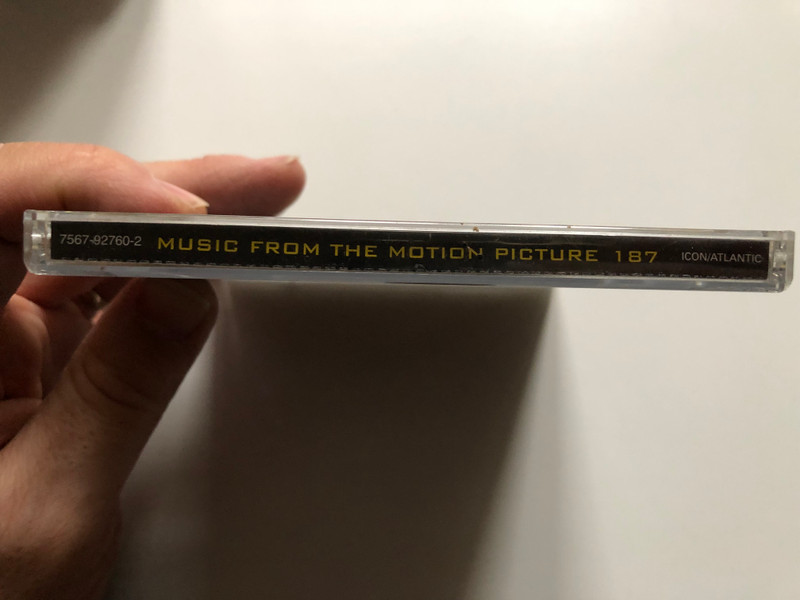 7567-92760-2 MUSIC FROM THE MOTION PICTURE 187 ICON/ATLANTIC